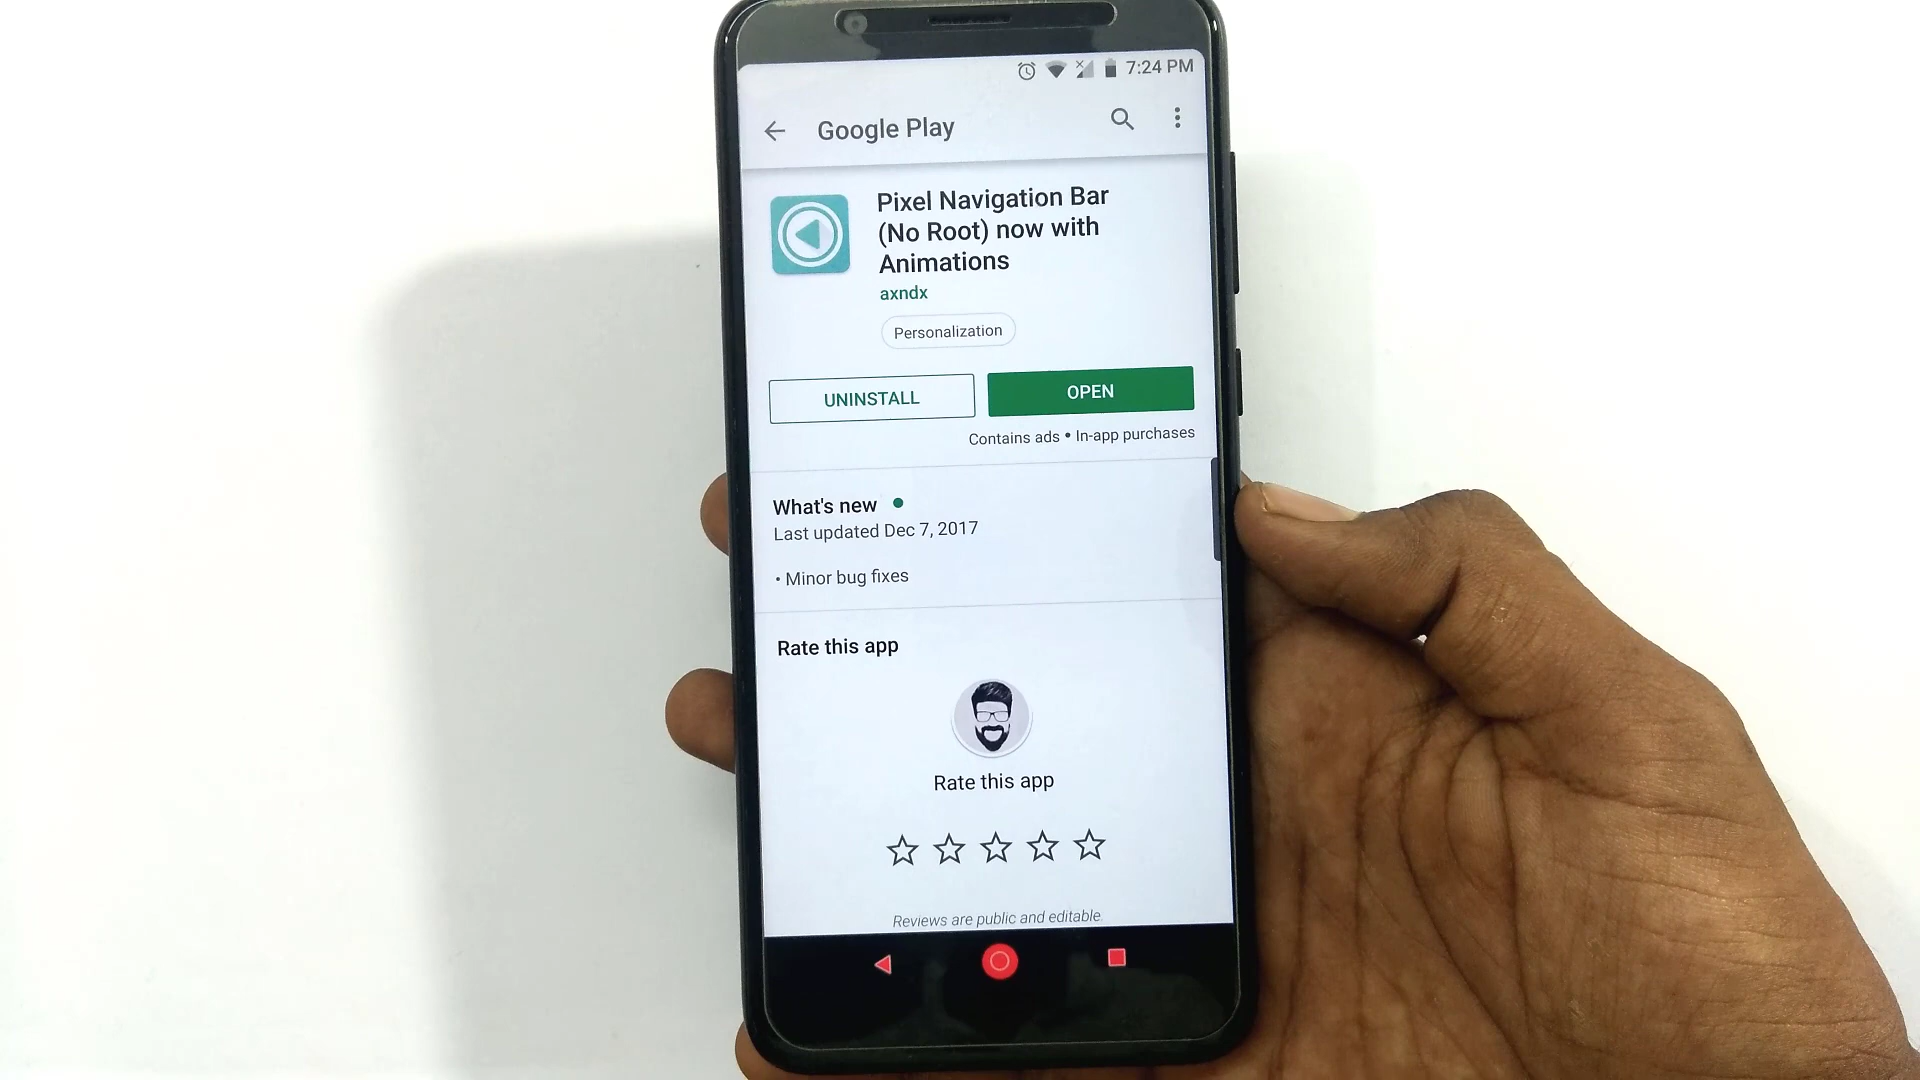 7:24 PM
Google Play
Pixel Navigation Bar
(No Root) now with
Animations
axndx
Personalization
UNINSTALL
OPEN
Contains ads • In-app purchases
What's new
Last updated Dec 7, 2017
• Minor bug fixes
Rate this app
Rate this app
Reviews are public and editable.